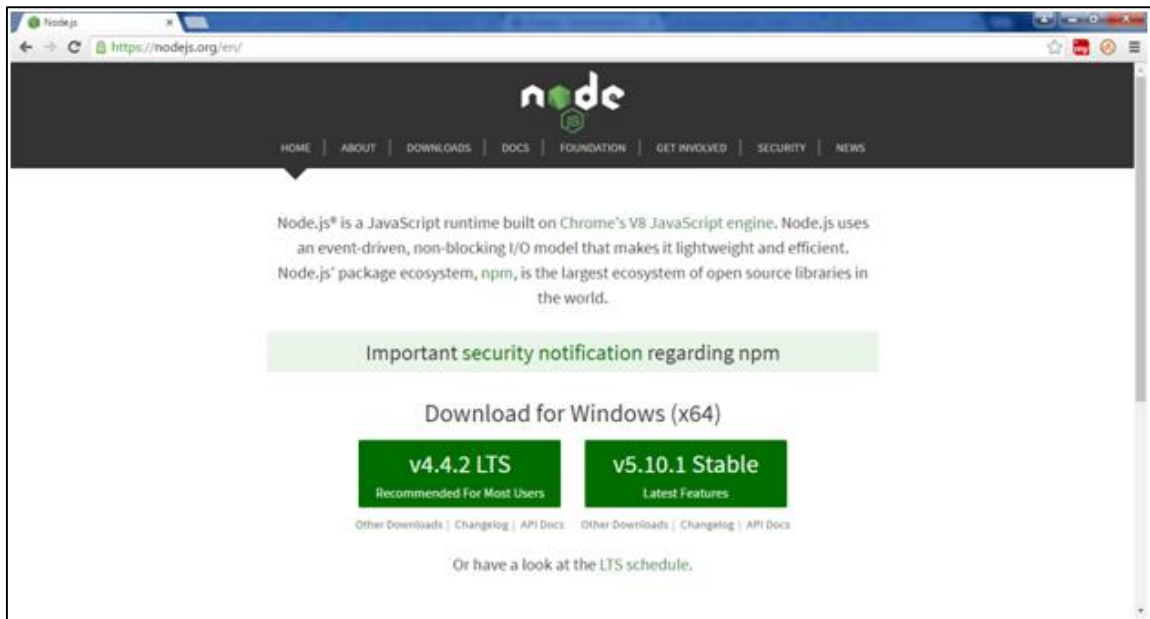 Node.js
https://nodejs.org/en/
node
JS
HOME | ABOUT | DOWNLOADS | DOCS | FOUNDATION | GET INVOLVED | SECURITY | NEWS
Node.js® is a JavaScript runtime built on Chrome's V8 JavaScript engine. Node.js uses
an event-driven, non-blocking I/O model that makes it lightweight and efficient.
Node.js' package ecosystem, npm, is the largest ecosystem of open source libraries in
the world.
Important security notification regarding npm
Download for Windows (x64)
v4.4.2 LTS
Recommended For Most Users
v5.10.1 Stable
Latest Features
Other Downloads | Changelog | API Docs
Other Downloads | Changelog | API Docs
Or have a look at the LTS schedule.